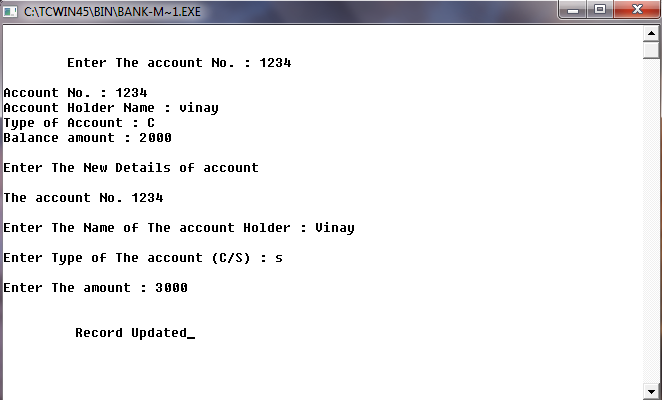 C:\TCWIN45\BIN\BANK-M~1.EXE
Enter The account No. : 1234
Account No. : 1234
Account Holder Name : vinay
Type of Account : C
Balance amount : 2000
Enter The New Details of account
The account No. 1234
Enter The Name of The account Holder : Vinay
Enter Type of The account (C/S) : s
Enter The amount : 3000
Record Updated_